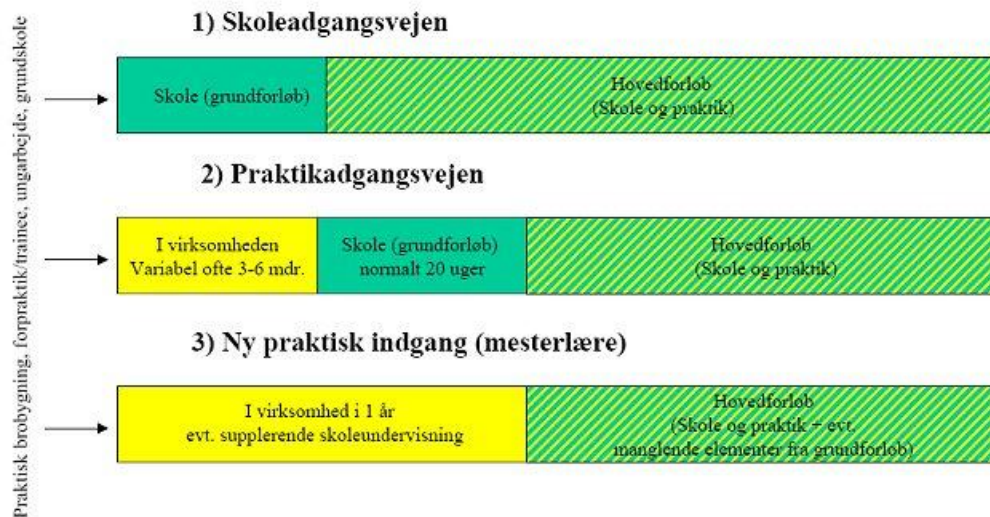 Praktisk brobygning, forpraktik/trainee, ungarbejde, grundskole
1) Skoleadgangsvejen
Skole (grundforløb)
Hovedforløb
(Skole og praktik)
2) Praktikadgangsvejen
I virksomheden
Variabel ofte 3-6 mdr.
Skole (grundforløb)
normalt 20 uger
Hovedforløb
(Skole og praktik)
3) Ny praktisk indgang (mesterlære)
I virksomhed i 1 år
evt. supplerende skoleundervisning
Hovedforløb
(Skole og praktik + evt.
manglende elementer fra grundforløb)